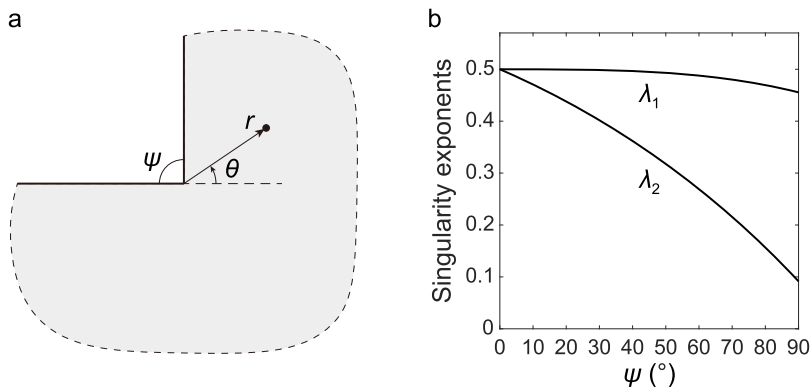 a
ψ
r
θ
b
Singularity exponents
0.5
0.4
0.3
0.2
0.1
0
λ1
λ2
0 10 20 30 40 50 60 70 80 90
ψ (°)